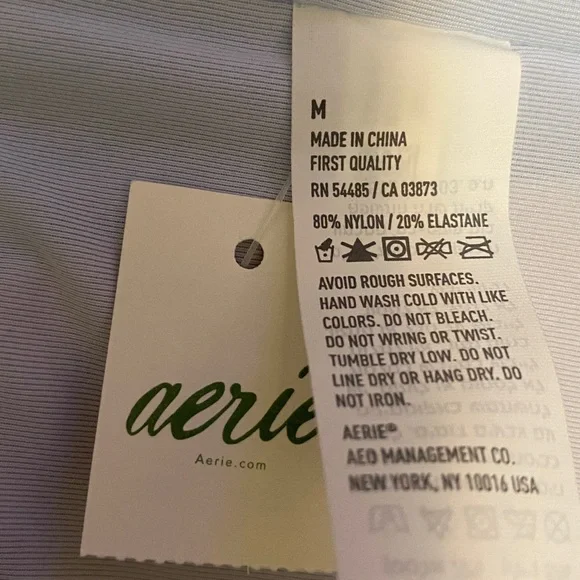 M
MADE IN CHINA
FIRST QUALITY
RN 54485 / CA 03873
80% NYLON / 20% ELASTANE
AVOID ROUGH SURFACES.
HAND WASH COLD WITH LIKE
COLORS. DO NOT BLEACH.
DO NOT WRING OR TWIST.
TUMBLE DRY LOW. DO NOT
LINE DRY OR HANG DRY. DO
NOT IRON.
AERIE®
AEO MANAGEMENT CO.
NEW YORK, NY 10016 USA
aerie
Aerie.com